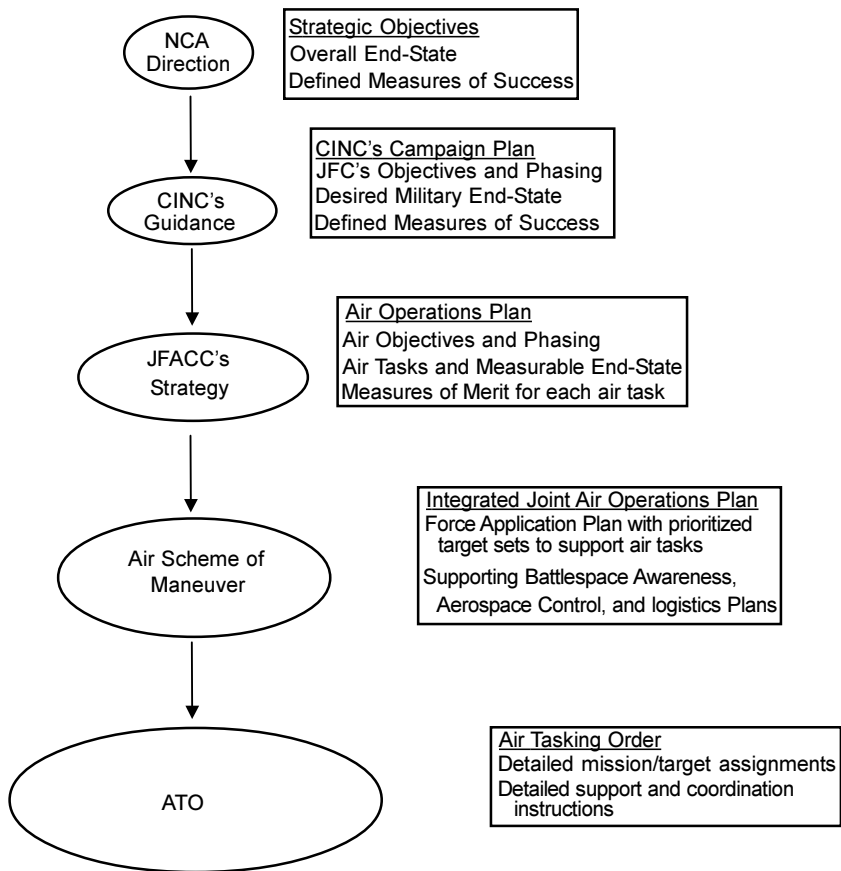 NCA
Direction
Strategic Objectives
Overall End-State
Defined Measures of Success
CINC's
Guidance
CINC's Campaign Plan
JFC's Objectives and Phasing
Desired Military End-State
Defined Measures of Success
JFACC's
Strategy
Air Operations Plan
Air Objectives and Phasing
Air Tasks and Measurable End-State
Measures of Merit for each air task
Air Scheme of
Maneuver
Integrated Joint Air Operations Plan
Force Application Plan with prioritized
target sets to support air tasks
Supporting Battlespace Awareness,
Aerospace Control, and logistics Plans
ATO
Air Tasking Order
Detailed mission/target assignments
Detailed support and coordination
instructions